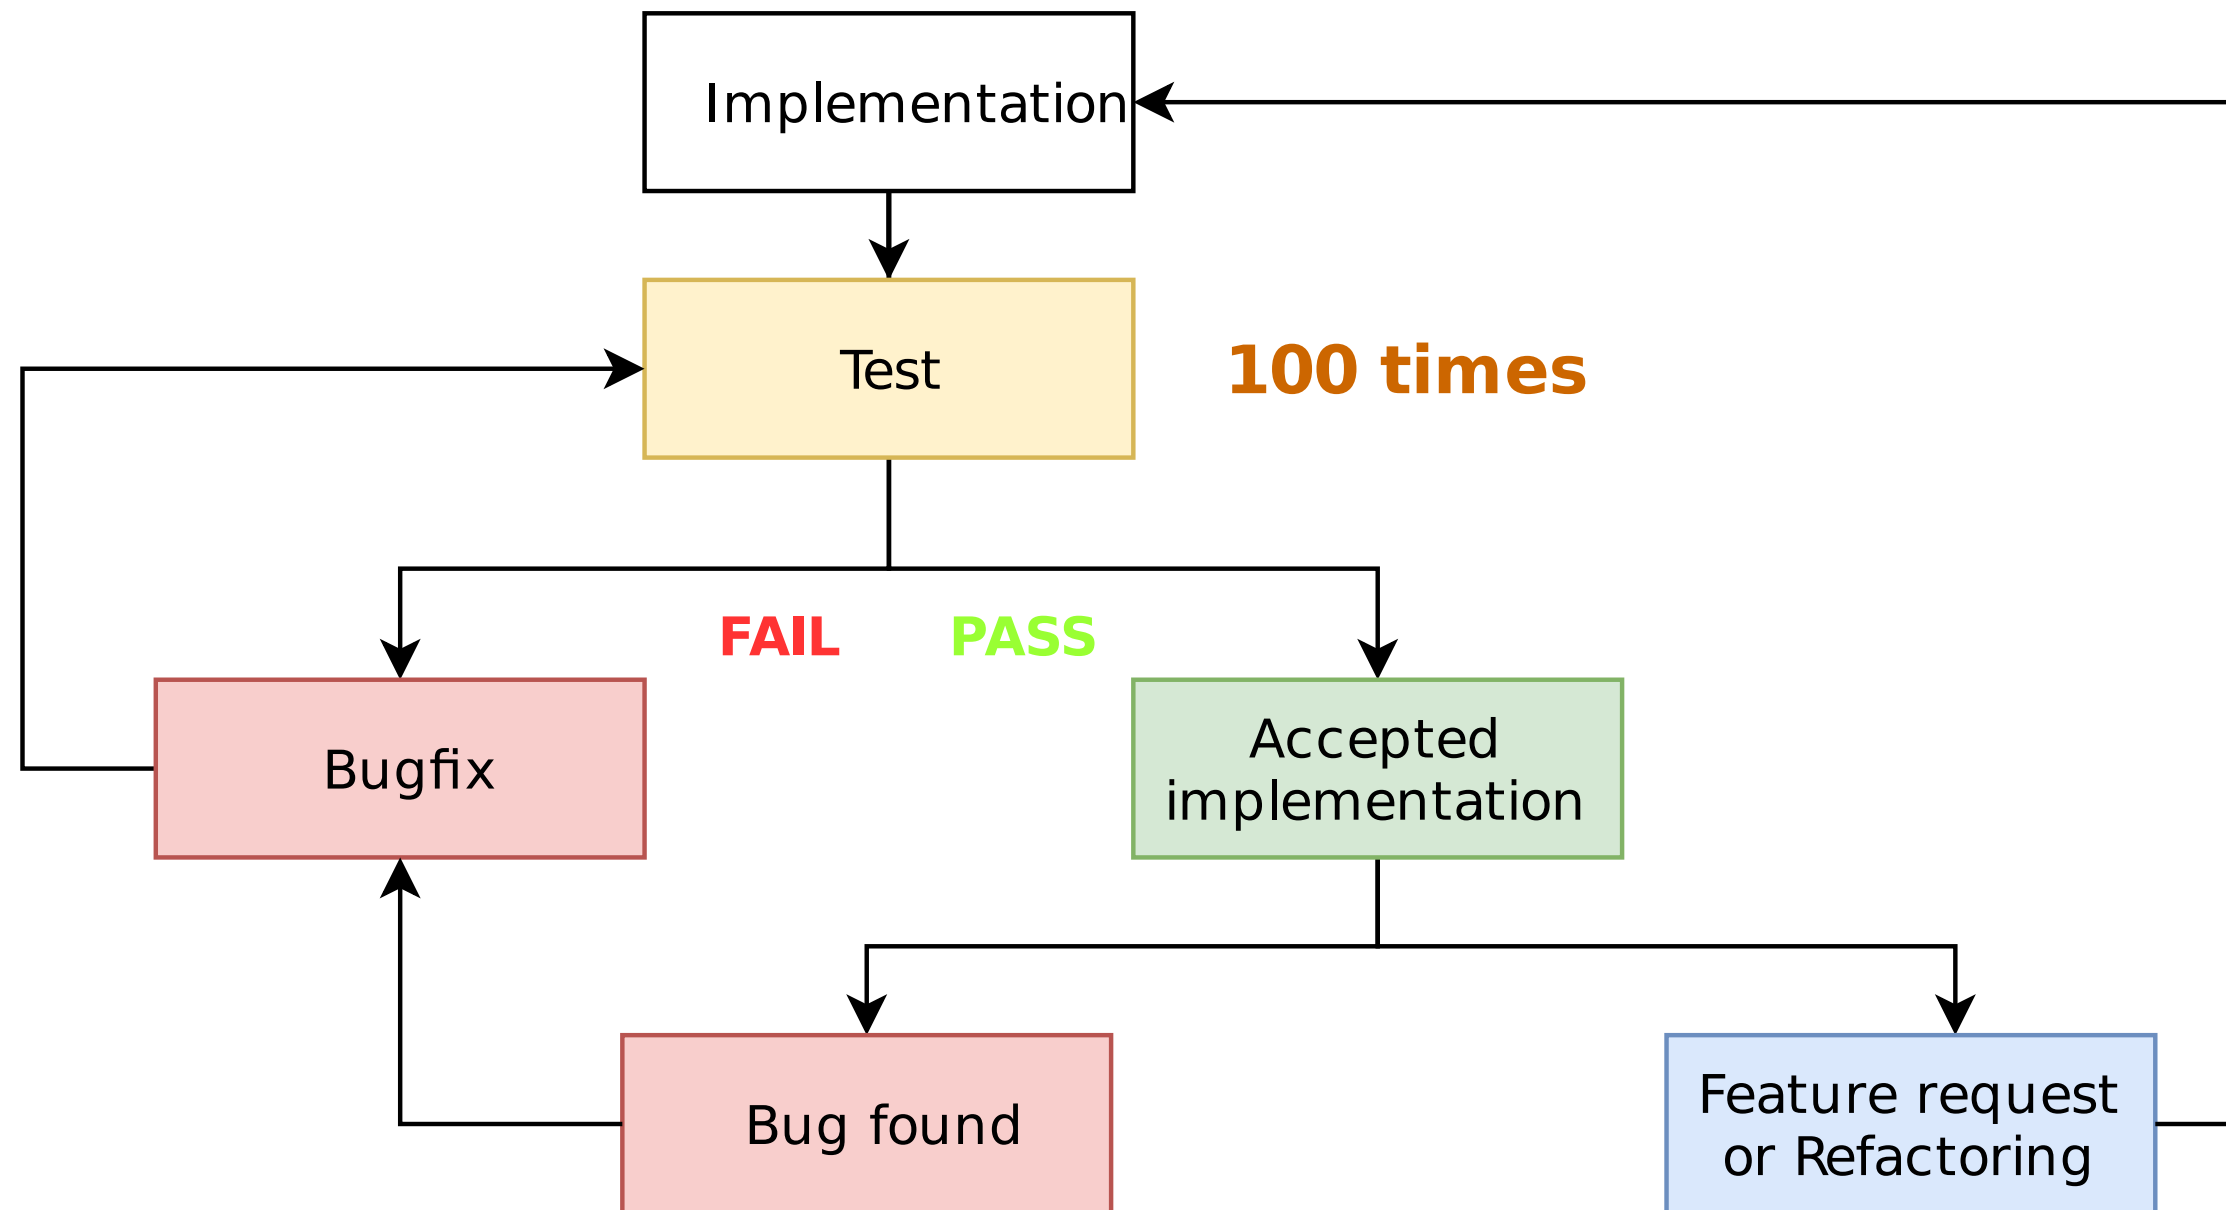 Implementation
Test
100 times
FAIL
PASS
Bugfix
Accepted
implementation
Bug found
Feature request
or Refactoring